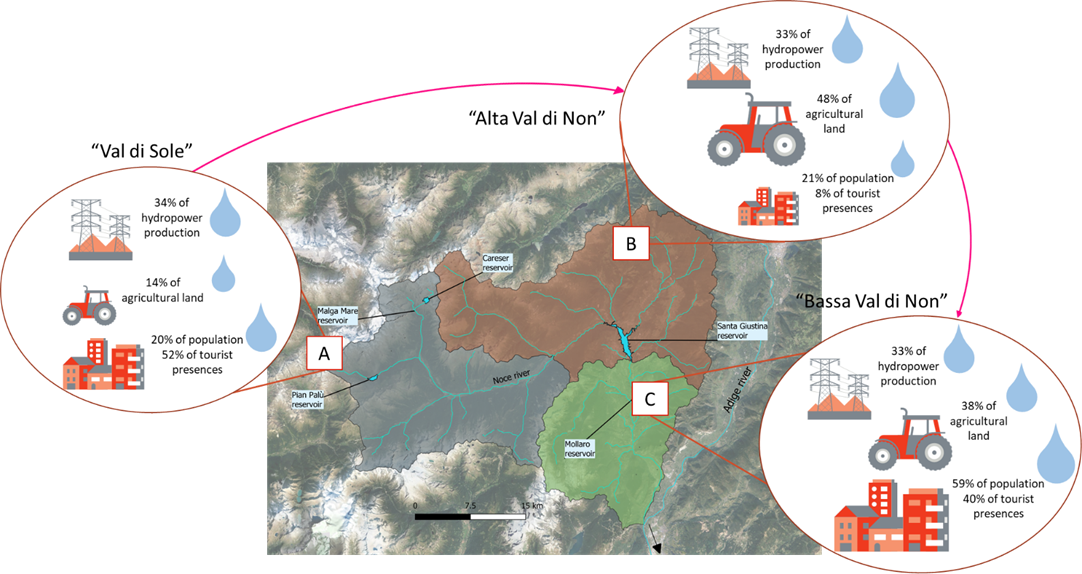 “Val di Sole”
34% of
hydropower
production
14% of
agricultural land
20% of population
52% of tourist
presences
“Alta Val di Non”
33% of
hydropower
production
48% of
agricultural
land
21% of population
8% of tourist
presences
“Bassa Val di Non”
33% of
hydropower
production
38% of
agricultural
land
59% of population
40% of tourist
presences
A
B
C
Careser
reservoir
Malga Mare
reservoir
Pian Palù
reservoir
Noce river
Santa Giustina
reservoir
Mollaro
reservoir
Adige river
0 7.5 15 km